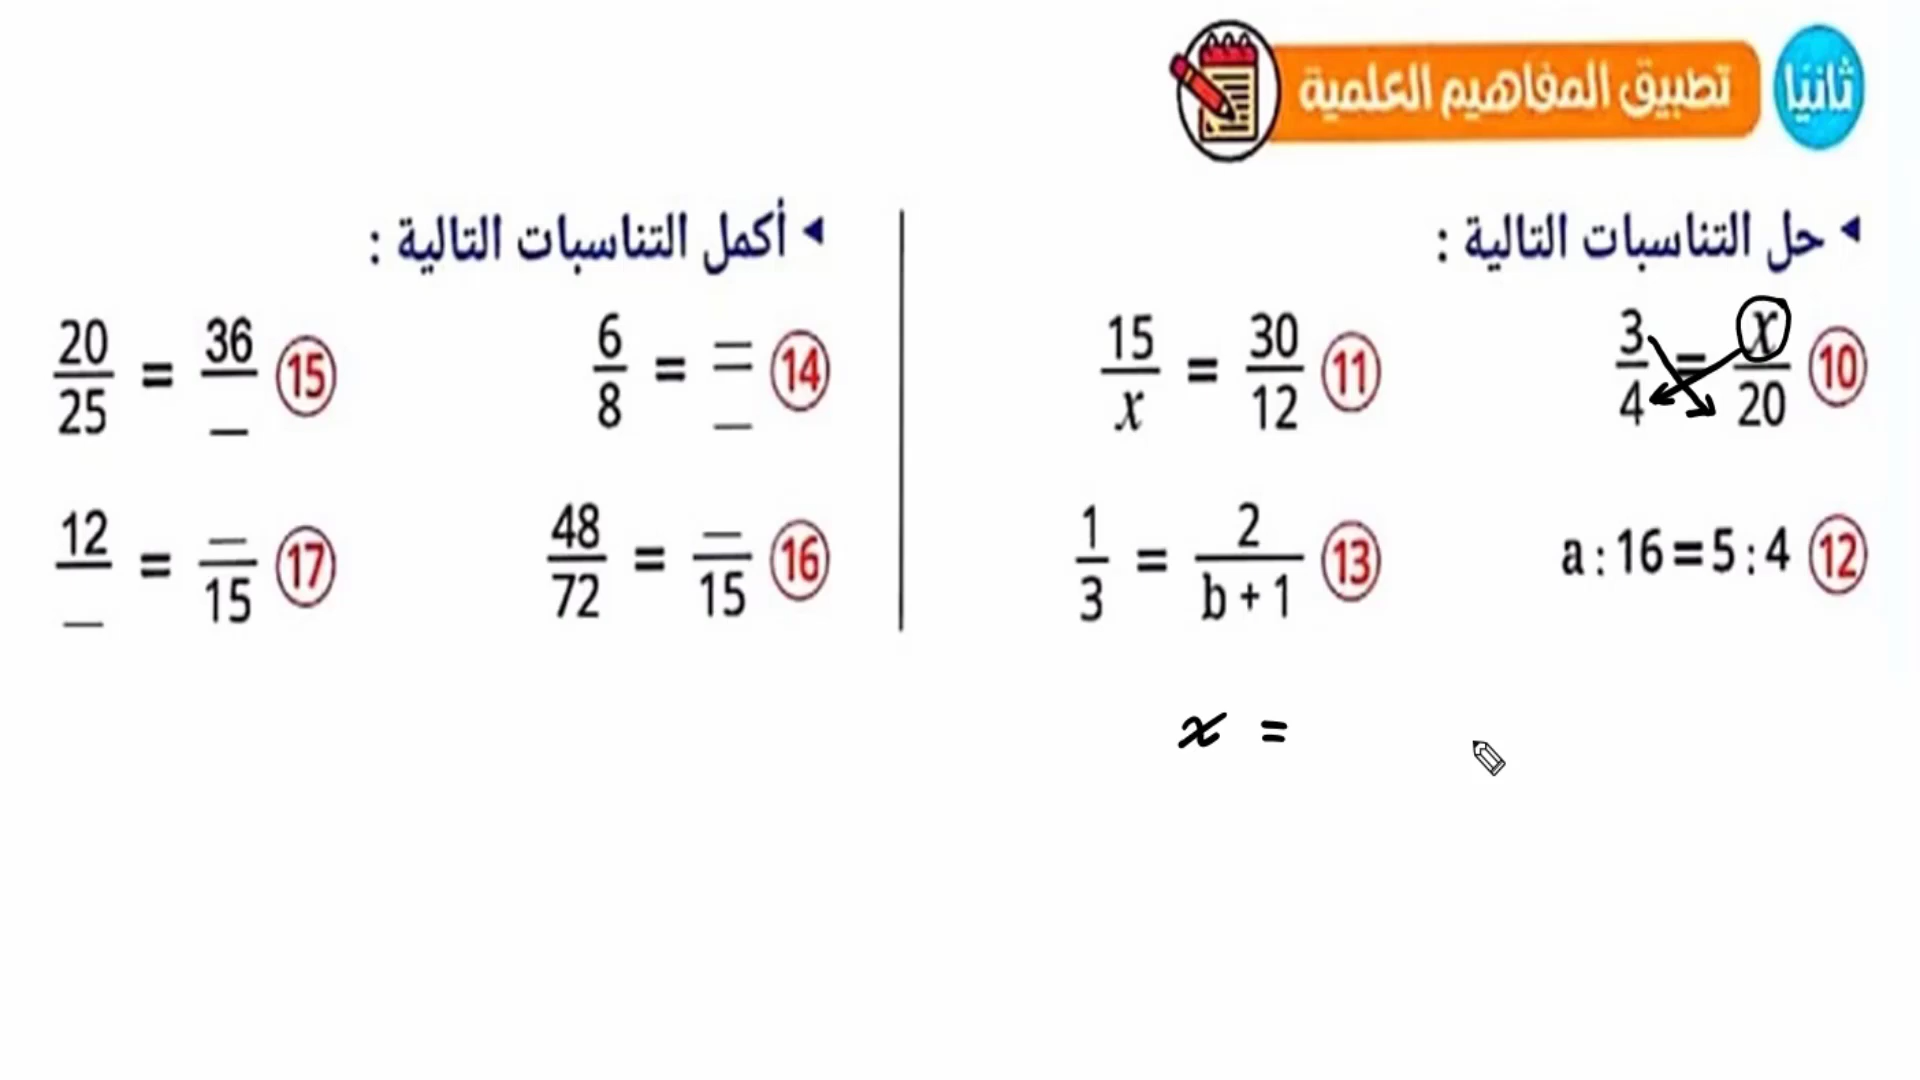 ثانيًا تطبيق المفاهيم العلمية
◄ حل التناسبات التالية :
⑩ 3/4 = x/20
⑪ 15/x = 30/12
⑫ a : 16 = 5 : 4
⑬ 1/3 = 2/(b + 1)
◄ أكمل التناسبات التالية :
⑭ 6/8 = _/_
⑮ 20/25 = 36/_
⑯ 48/72 = _/15
⑰ 12/_ = _/15
x =